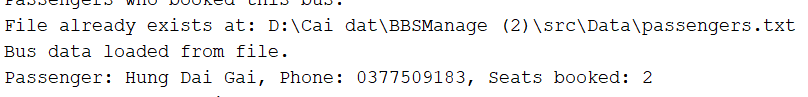 Passengers who booked this bus:
File already exists at: D:\Cai dat\BBSManage (2)\src\Data\passengers.txt
Bus data loaded from file.
Passenger: Hung Dai Gai, Phone: 0377509183, Seats booked: 2